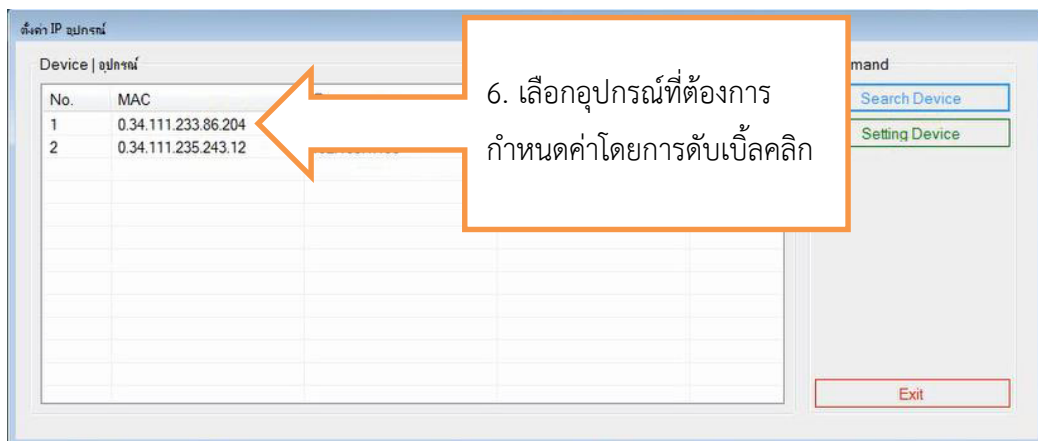 ตั้งค่า IP อุปกรณ์
Device | อุปกรณ์
mand
No. MAC
1 0.34.111.233.86.204
2 0.34.111.235.243.12
6. เลือกอุปกรณ์ที่ต้องการ
กำหนดค่าโดยการดับเบิ้ลคลิก
Search Device
Setting Device
Exit